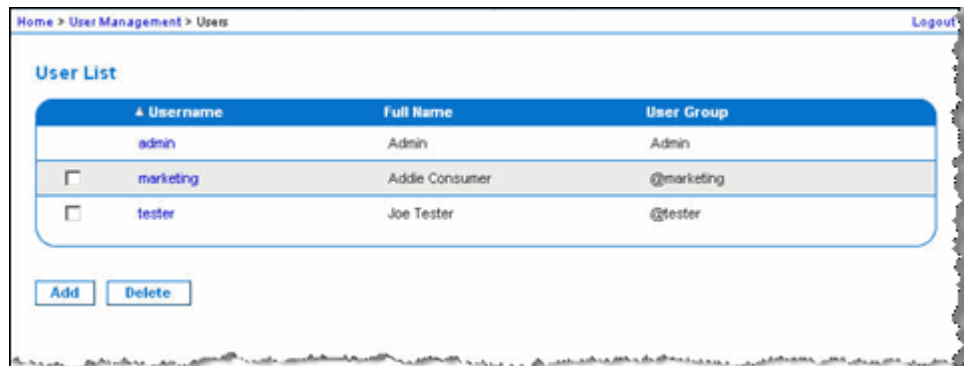 Home > User Management > Users Logout
User List
▲ Username Full Name User Group
admin Admin Admin
marketing Addie Consumer @marketing
tester Joe Tester @tester
Add Delete